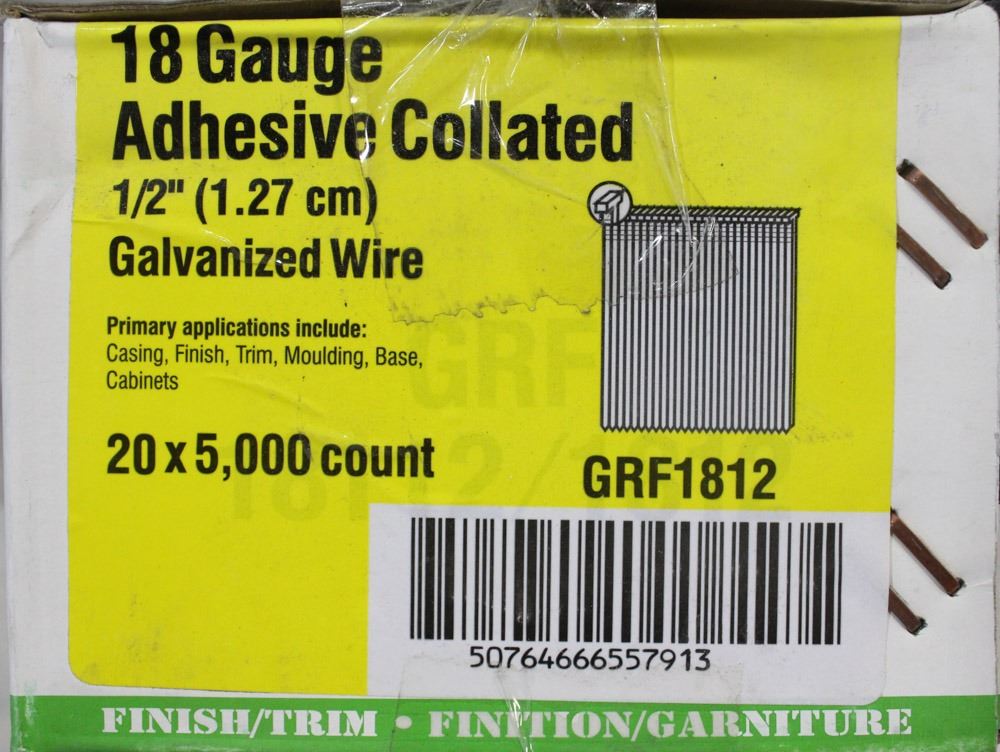 18 Gauge
Adhesive Collated
1/2" (1.27 cm)
Galvanized Wire
Primary applications include:
Casing, Finish, Trim, Moulding, Base,
Cabinets
20 x 5,000 count
GRF1812
50764666557913
FINISH/TRIM • FINITION/GARNITURE